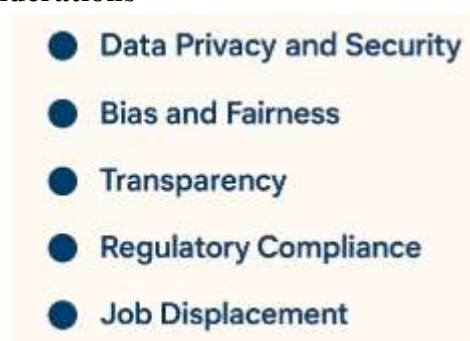 Data Privacy and Security
Bias and Fairness
Transparency
Regulatory Compliance
Job Displacement